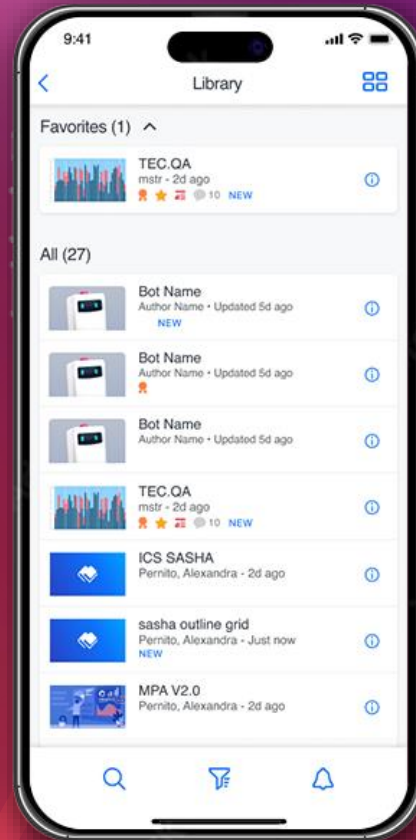 9:41
Library
Favorites (1)
TEC.QA
mstr - 2d ago
10 NEW
All (27)
Bot Name
Author Name • Updated 5d ago
NEW
Bot Name
Author Name • Updated 5d ago
Bot Name
Author Name • Updated 5d ago
TEC.QA
mstr - 2d ago
10 NEW
ICS SASHA
Pernito, Alexandra - 2d ago
sasha outline grid
Pernito, Alexandra - Just now
NEW
MPA V2.0
Pernito, Alexandra - 2d ago